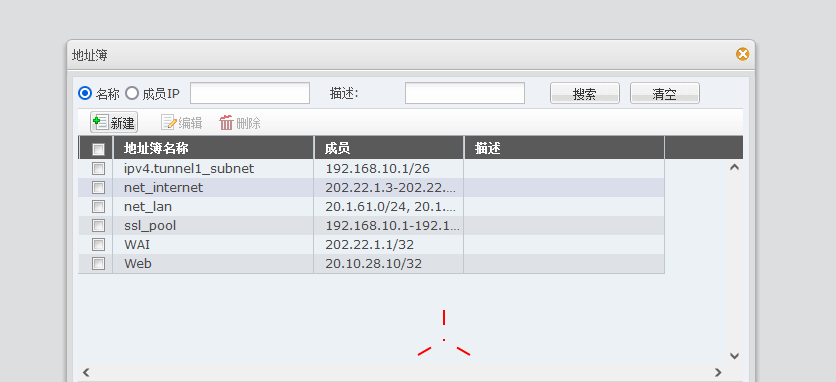 地址簿
名称 成员IP 描述:
搜索 清空
新建 编辑 删除
地址簿名称 成员 描述
ipv4.tunnel1_subnet 192.168.10.1/26
net_internet 202.22.1.3-202.22....
net_lan 20.1.61.0/24, 20.1....
ssl_pool 192.168.10.1-192.1...
WAI 202.22.1.1/32
Web 20.10.28.10/32